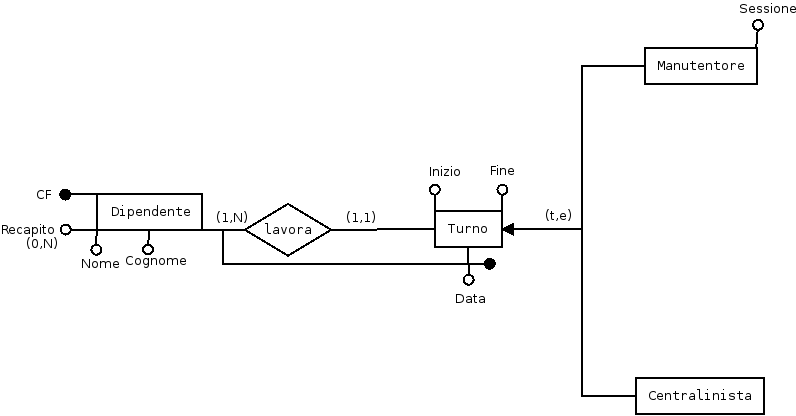 Sessione
Manutentore
Inizio
Fine
CF
Dipendente
(1,N)
lavora
(1,1)
Turno
(t,e)
Recapito
(0,N)
Nome
Cognome
Data
Centralinista